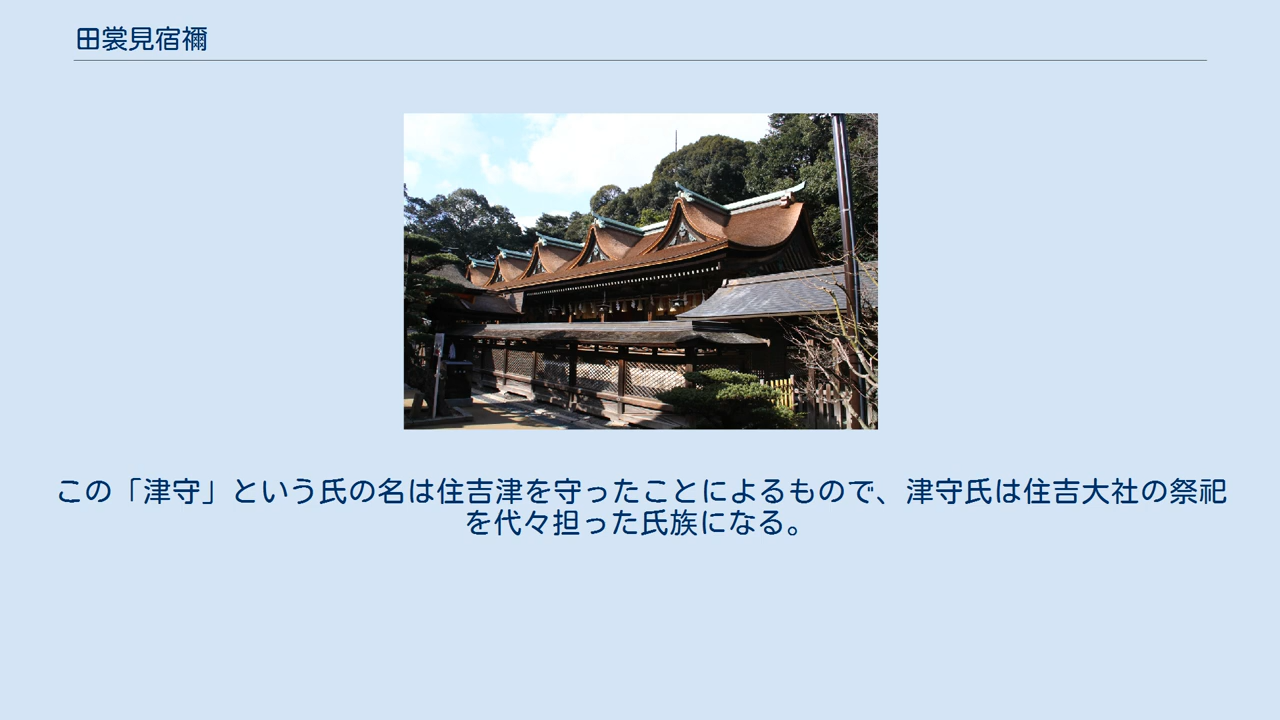 田裳見宿禰
この「津守」という氏の名は住吉津を守ったことによるもので、津守氏は住吉大社の祭祀
を代々担った氏族になる。